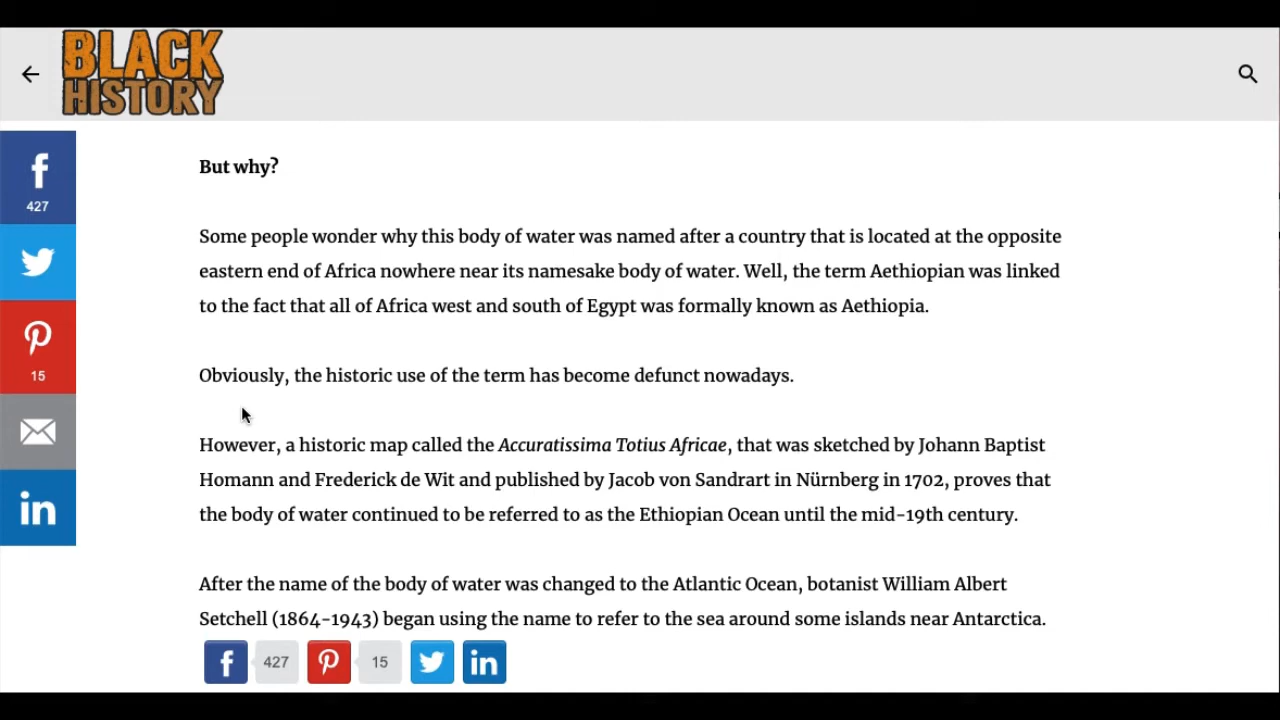 BLACK
HISTORY
427
15
But why?
Some people wonder why this body of water was named after a country that is located at the opposite
eastern end of Africa nowhere near its namesake body of water. Well, the term Aethiopian was linked
to the fact that all of Africa west and south of Egypt was formally known as Aethiopia.
Obviously, the historic use of the term has become defunct nowadays.
However, a historic map called the Accuratissima Totius Africae, that was sketched by Johann Baptist
Homann and Frederick de Wit and published by Jacob von Sandrart in Nürnberg in 1702, proves that
the body of water continued to be referred to as the Ethiopian Ocean until the mid-19th century.
After the name of the body of water was changed to the Atlantic Ocean, botanist William Albert
Setchell (1864-1943) began using the name to refer to the sea around some islands near Antarctica.
427 15